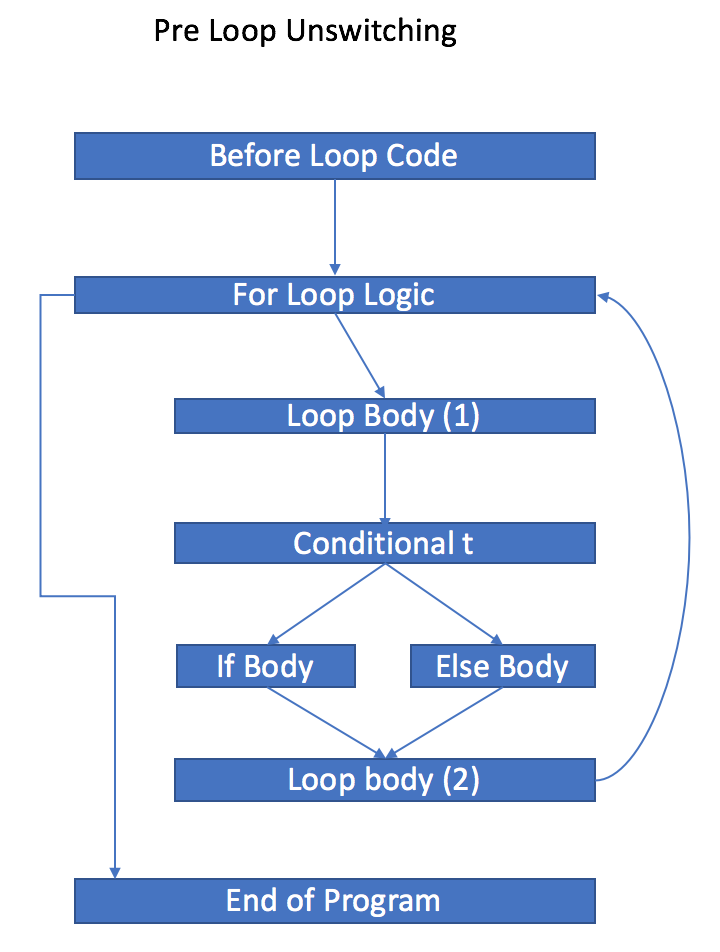 Pre Loop Unswitching
Before Loop Code
For Loop Logic
Loop Body (1)
Conditional t
If Body
Else Body
Loop body (2)
End of Program